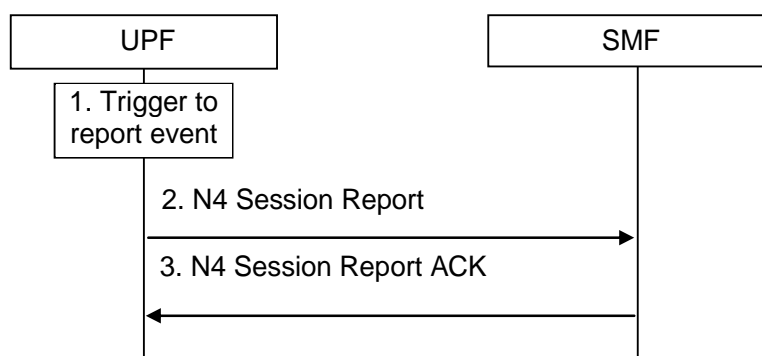 UPF
SMF
1. Trigger to
report event
2. N4 Session Report
3. N4 Session Report ACK